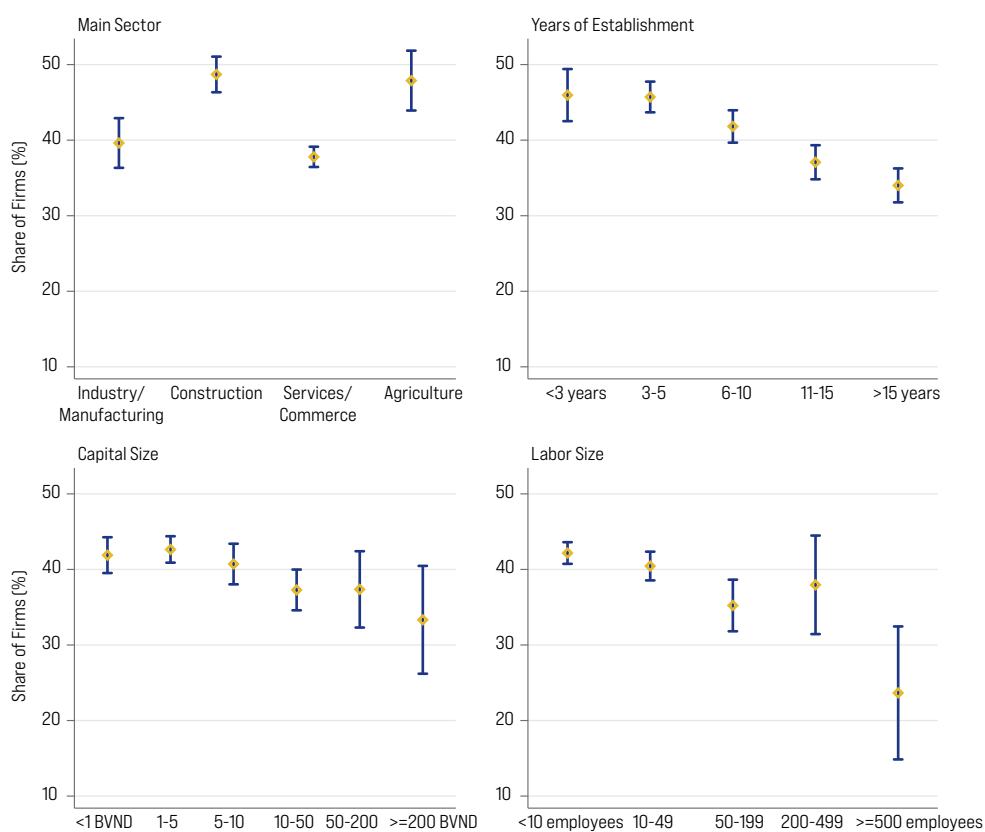 Main Sector
Share of Firms (%)
50
40
30
20
10
Industry/
Manufacturing
Construction
Services/
Commerce
Agriculture
Years of Establishment
50
40
30
20
10
<3 years
3-5
6-10
11-15
>15 years
Capital Size
Share of Firms (%)
50
40
30
20
10
<1 BVND
1-5
5-10
10-50
50-200
>=200 BVND
Labor Size
50
40
30
20
10
<10 employees
10-49
50-199
200-499
>=500 employees